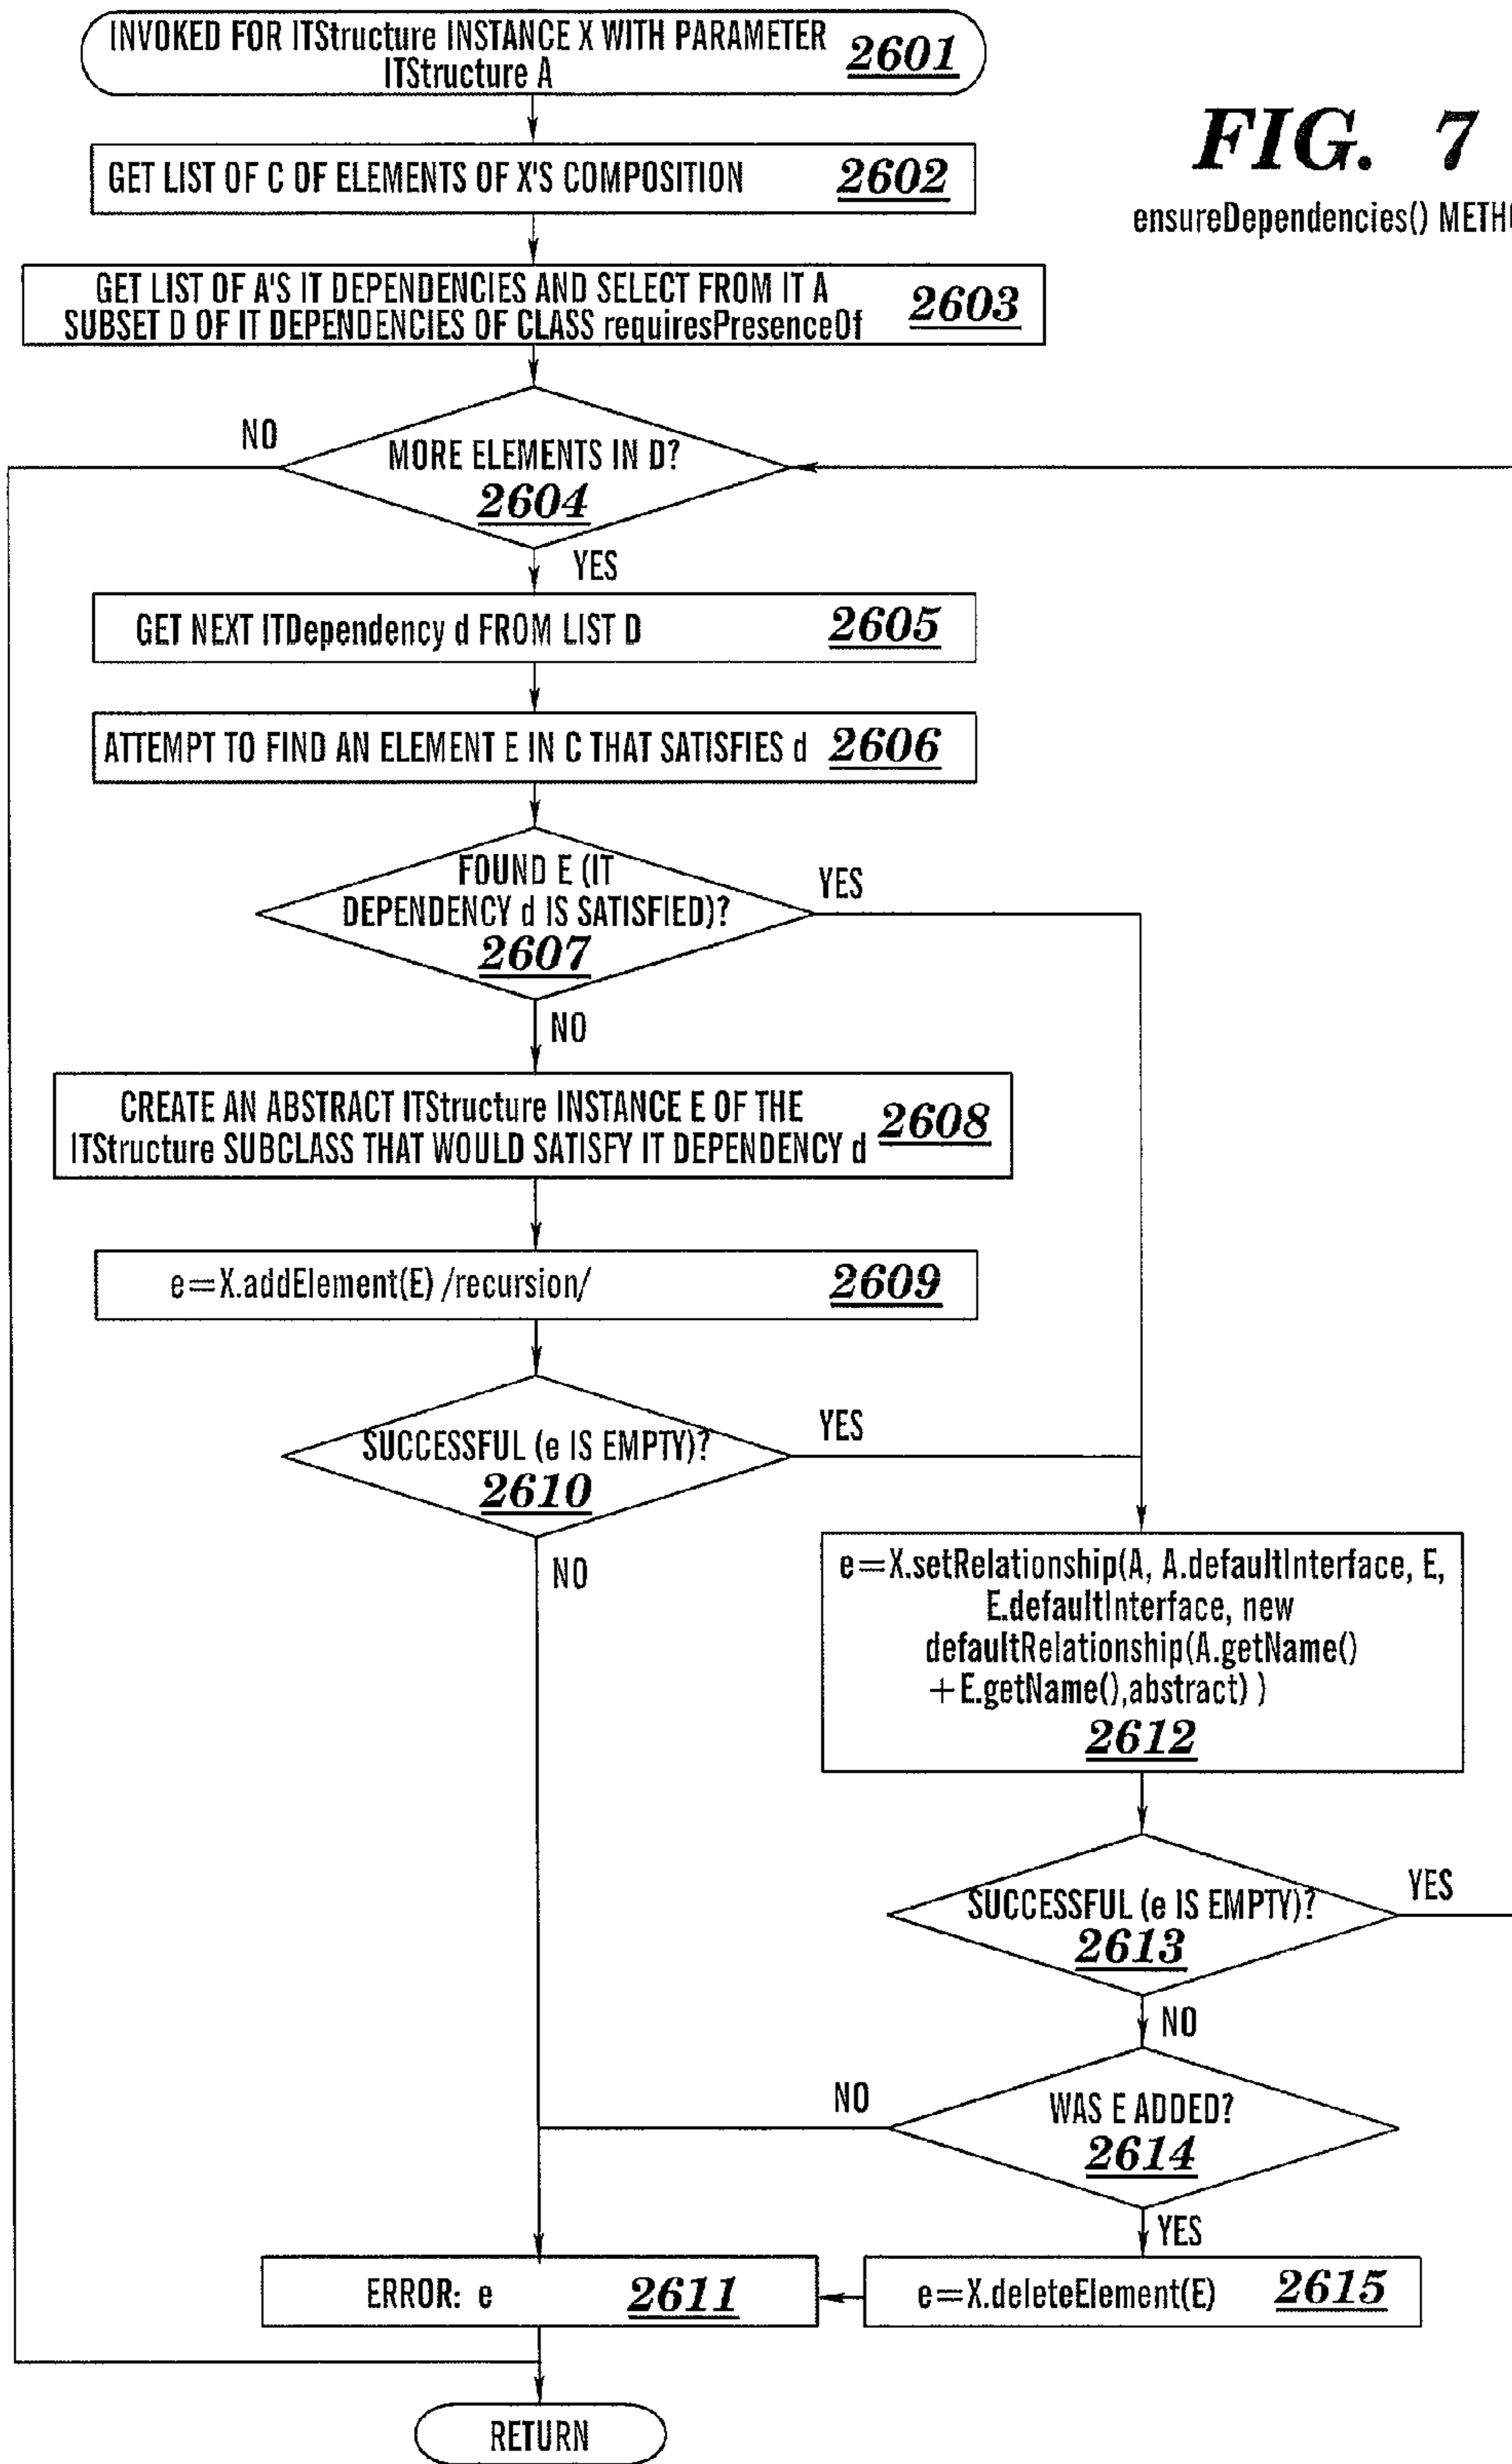 INVOKED FOR ITStructure INSTANCE X WITH PARAMETER
ITStructure A
2601
FIG. 7
ensureDependencies() METH
GET LIST OF C OF ELEMENTS OF X'S COMPOSITION 2602
GET LIST OF A'S IT DEPENDENCIES AND SELECT FROM IT A
SUBSET D OF IT DEPENDENCIES OF CLASS requiresPresenceOf
2603
NO
MORE ELEMENTS IN D?
2604
YES
GET NEXT ITDependency d FROM LIST D 2605
ATTEMPT TO FIND AN ELEMENT E IN C THAT SATISFIES d 2606
FOUND E (IT
DEPENDENCY d IS SATISFIED)?
2607
YES
NO
CREATE AN ABSTRACT ITStructure INSTANCE E OF THE
ITStructure SUBCLASS THAT WOULD SATISFY IT DEPENDENCY d
2608
e=X.addElement(E) /recursion/ 2609
SUCCESSFUL (e IS EMPTY)?
2610
YES
NO
e=X.setRelationship(A, A.defaultInterface, E,
E.defaultInterface, new
defaultRelationship(A.getName()
+E.getName(),abstract) )
2612
SUCCESSFUL (e IS EMPTY)?
2613
YES
NO
WAS E ADDED?
2614
NO
YES
ERROR: e 2611
e=X.deleteElement(E) 2615
RETURN